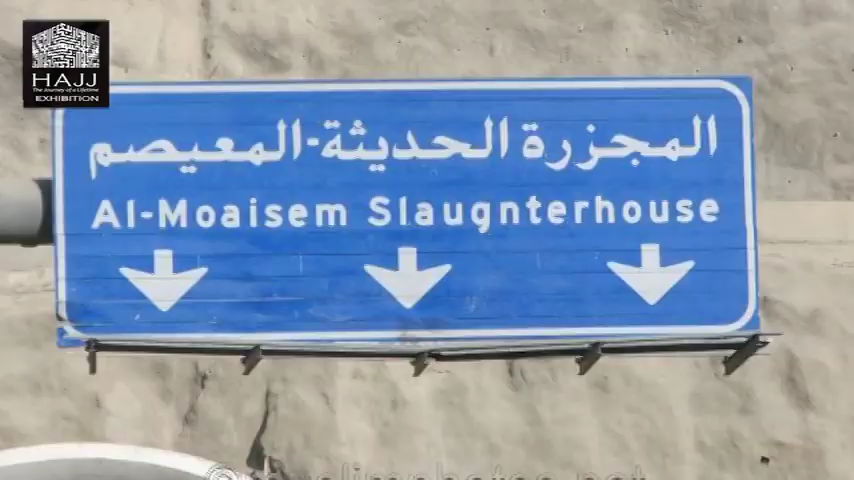 HAJJ
The Journey of a Lifetime
EXHIBITION
المجزرة الحديثة-المعيصم
Al-Moaisem Slaugnterhouse